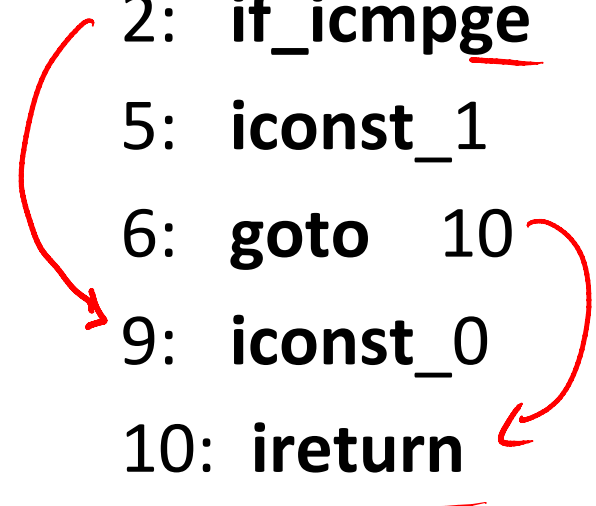 2: if_icmpge
5: iconst_1
6: goto 10
9: iconst_0
10: ireturn